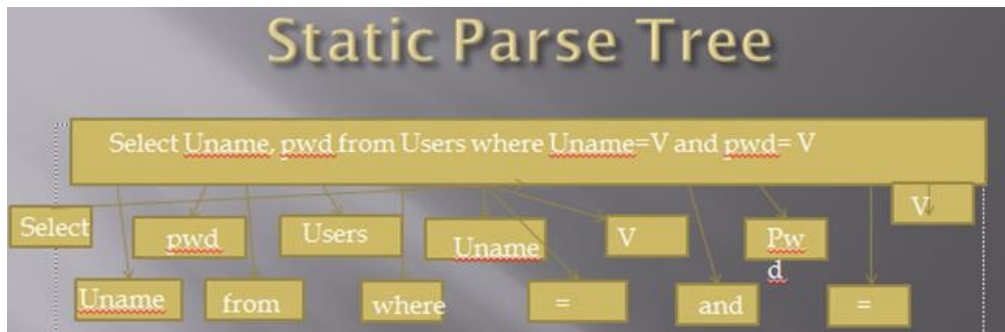 Static Parse Tree
Select Uname, pwd from Users where Uname=V and pwd= V
Select
pwd
Users
Uname
V
Pw
d
V
Uname
from
where
=
and
=